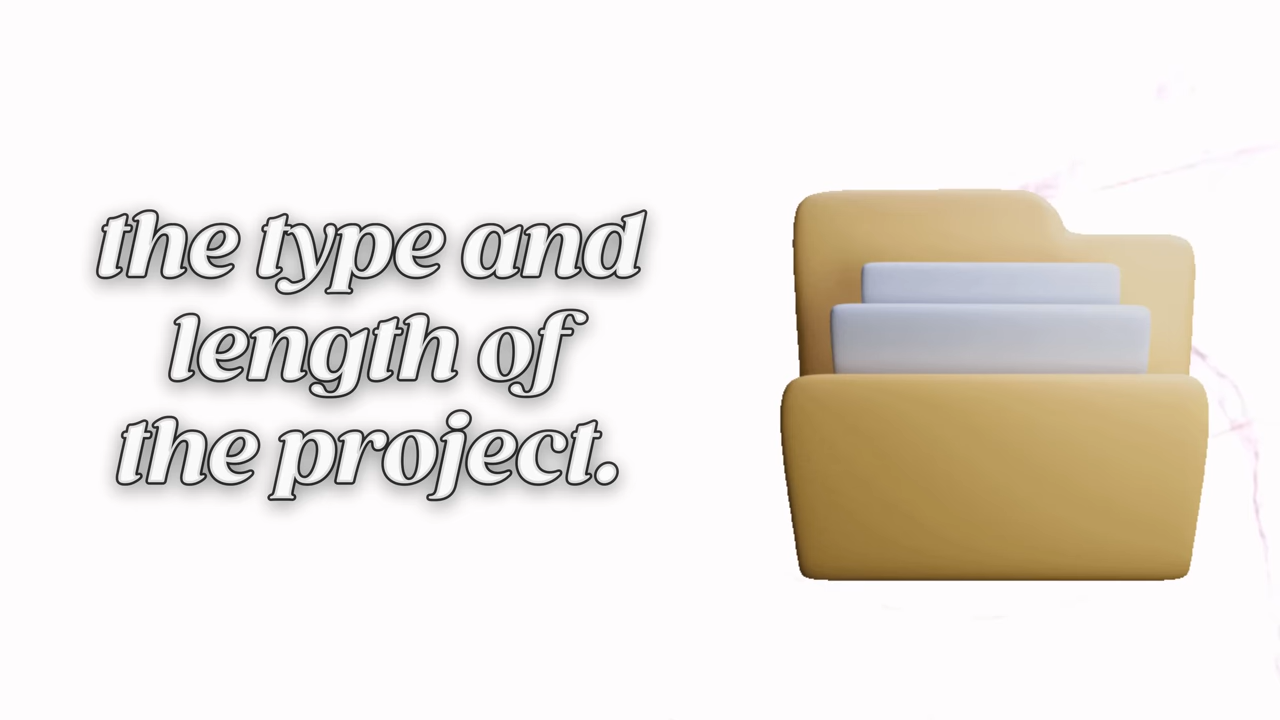 the type and
length of
the project.